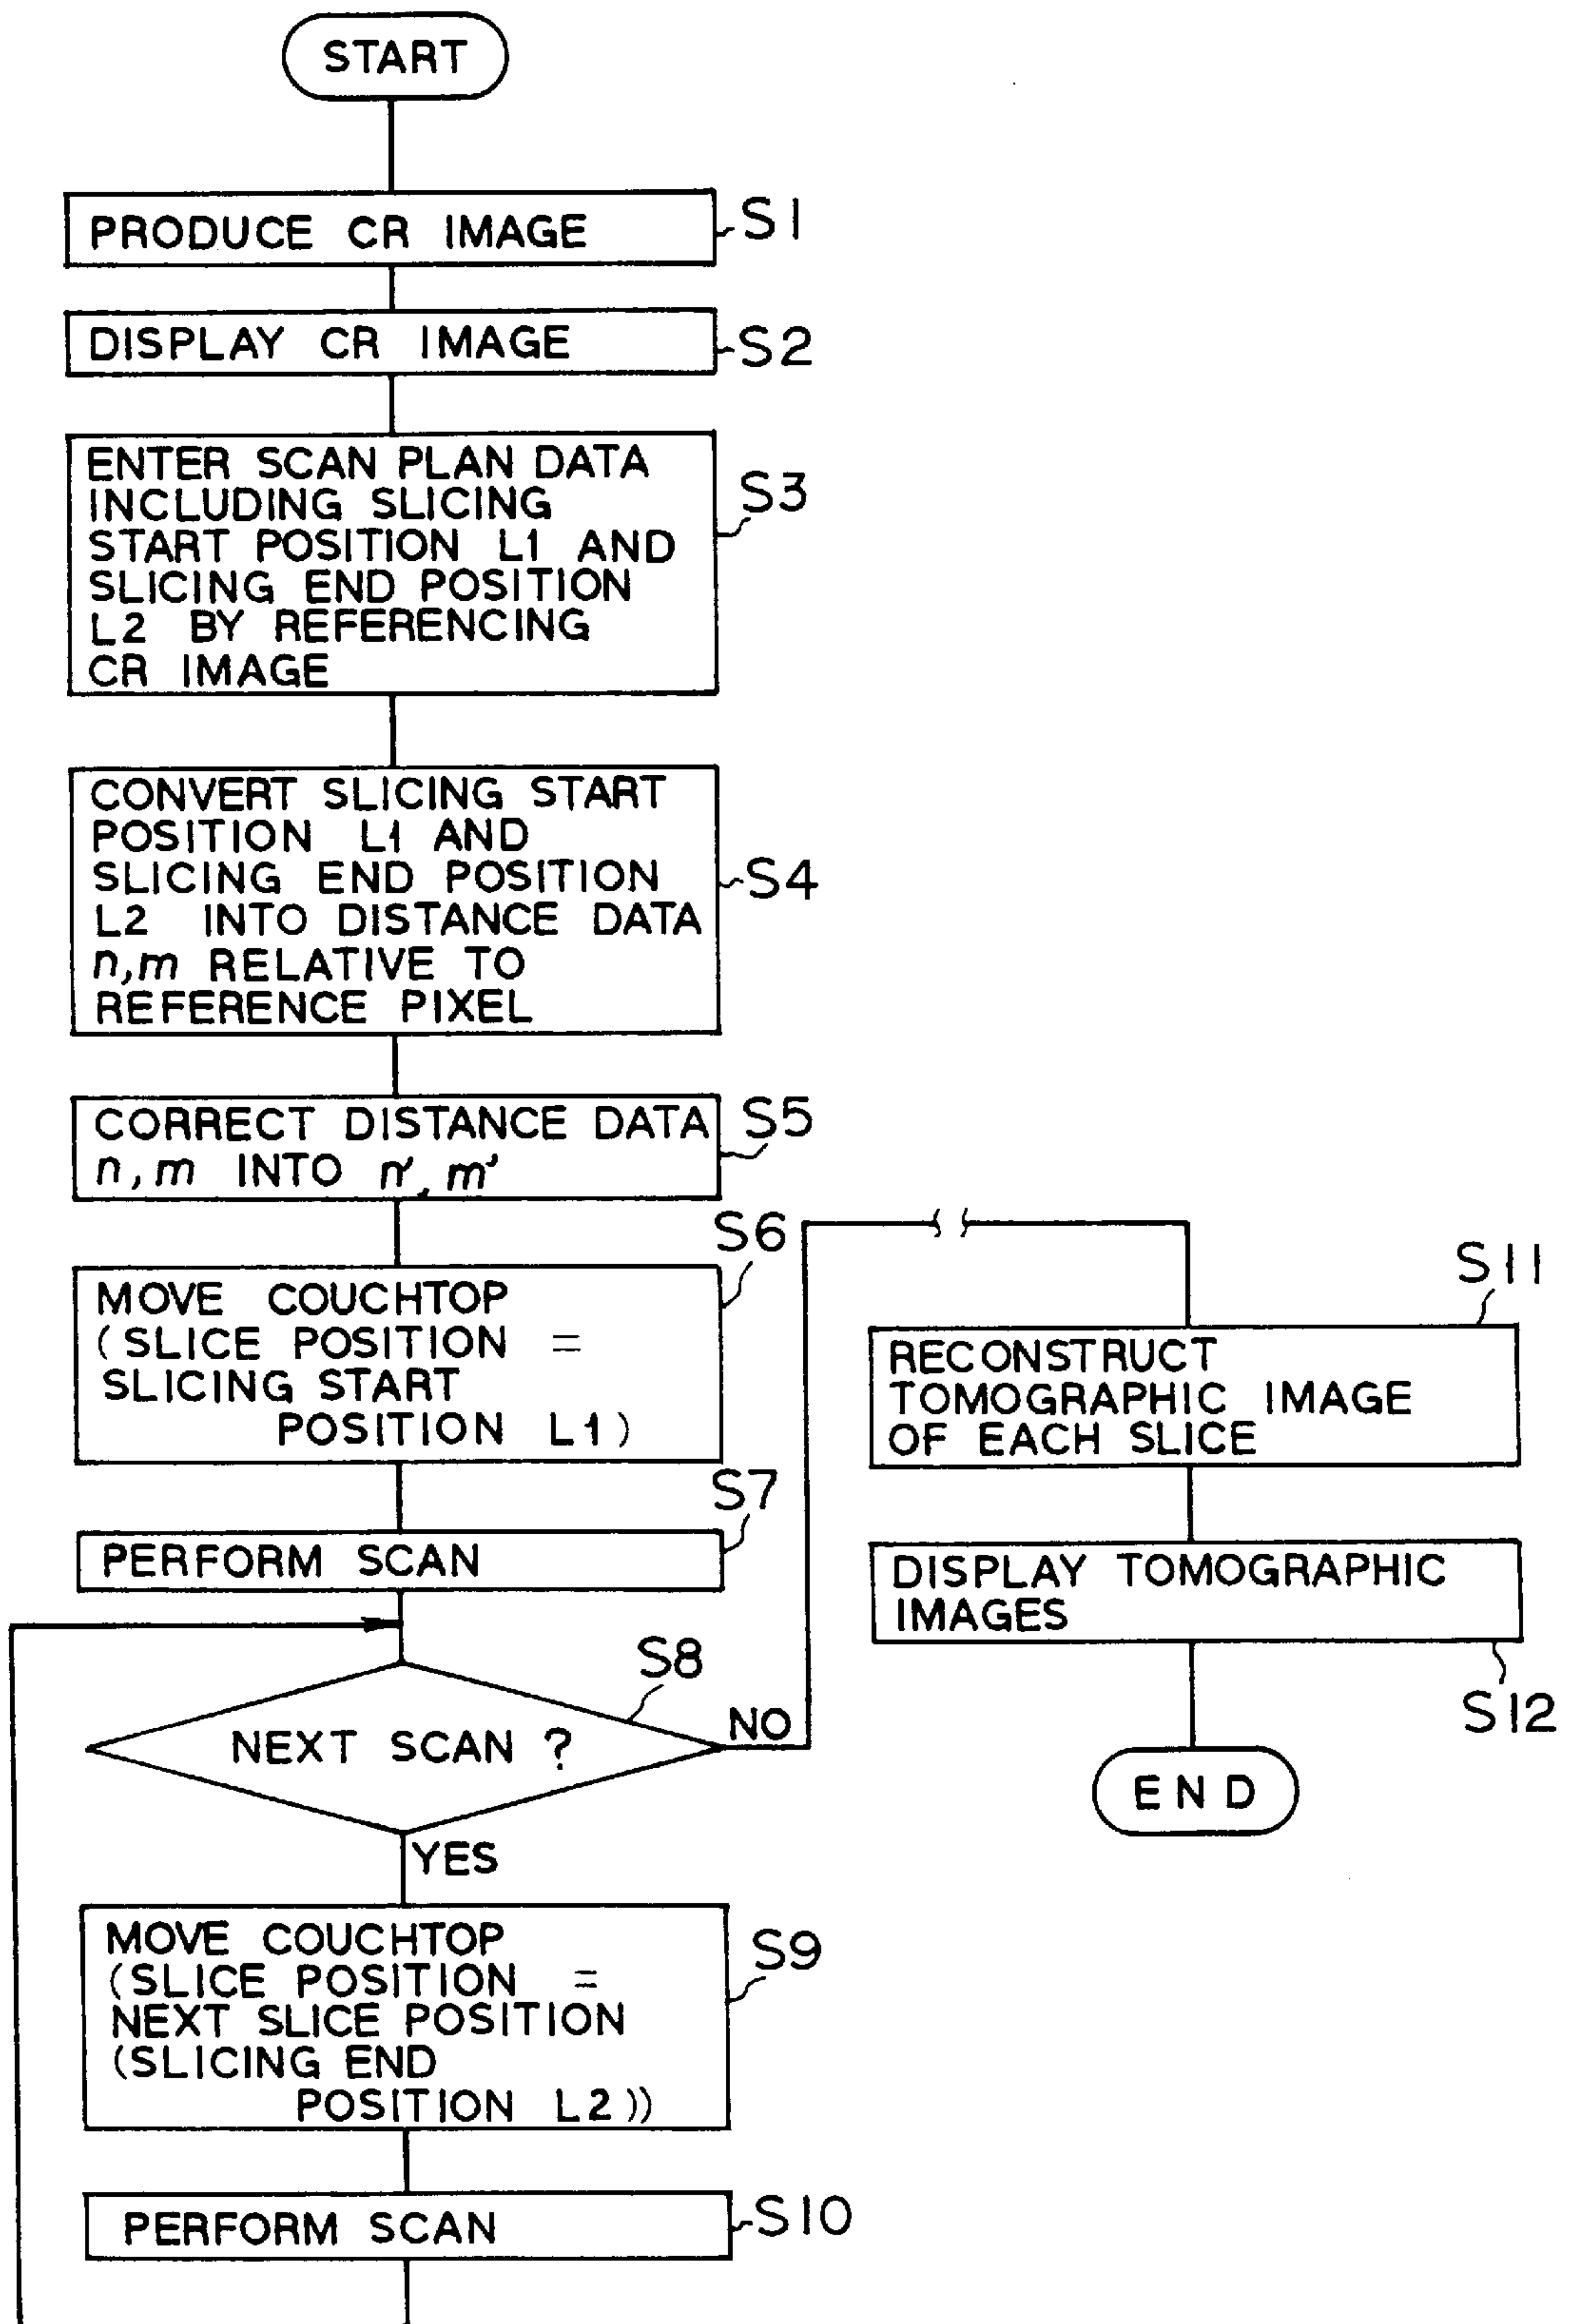 START
PRODUCE CR IMAGE
S1
DISPLAY CR IMAGE
S2
ENTER SCAN PLAN DATA
INCLUDING SLICING
START POSITION L1 AND
SLICING END POSITION
L2 BY REFERENCING
CR IMAGE
S3
CONVERT SLICING START
POSITION L1 AND
SLICING END POSITION
L2 INTO DISTANCE DATA
n,m RELATIVE TO
REFERENCE PIXEL
S4
CORRECT DISTANCE DATA
n,m INTO n',m'
S5
MOVE COUCHTOP
(SLICE POSITION =
SLICING START
POSITION L1)
S6
PERFORM SCAN
S7
NEXT SCAN ?
S8
NO
YES
MOVE COUCHTOP
(SLICE POSITION =
NEXT SLICE POSITION
(SLICING END
POSITION L2))
S9
PERFORM SCAN
S10
RECONSTRUCT
TOMOGRAPHIC IMAGE
OF EACH SLICE
S11
DISPLAY TOMOGRAPHIC
IMAGES
S12
END